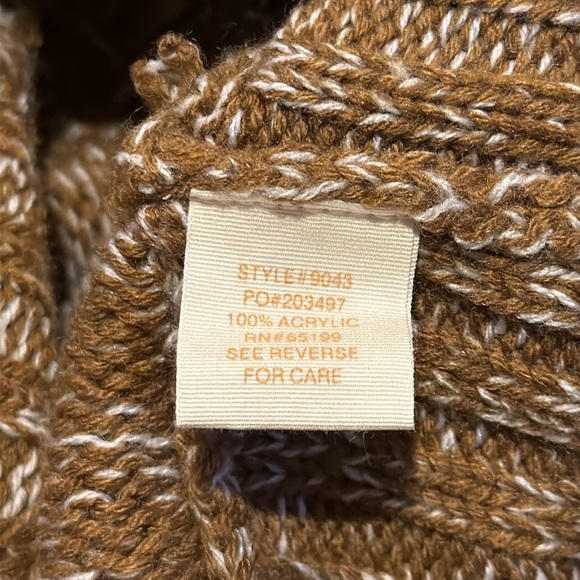 STYLE#9043
PO#203497
100% ACRYLIC
RN#65199
SEE REVERSE
FOR CARE